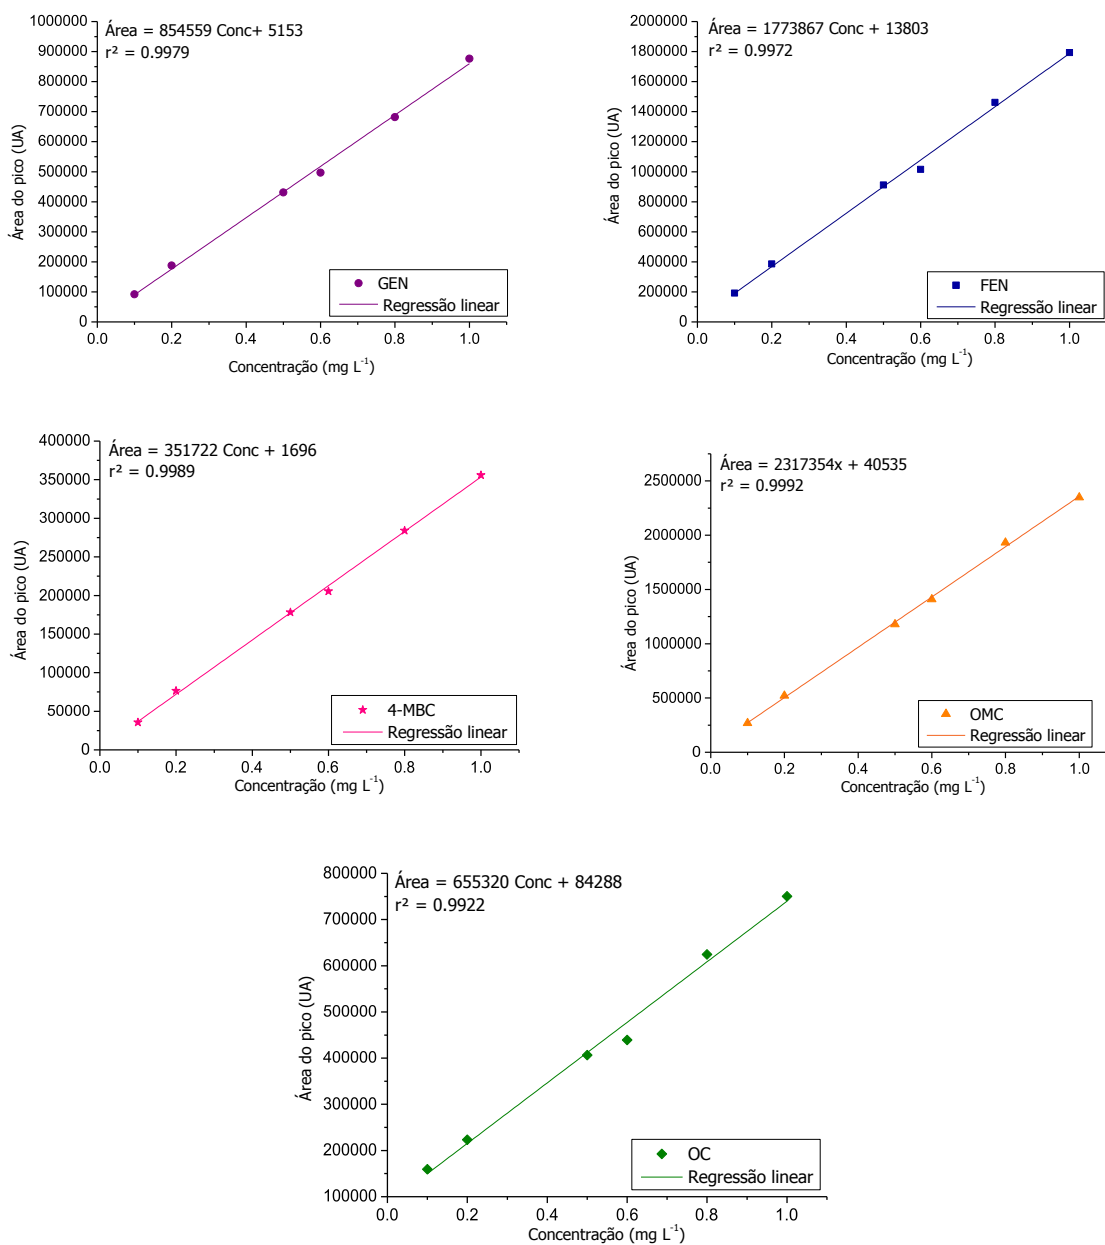 Área = 854559 Conc+ 5153
r² = 0.9979
1000000
900000
800000
700000
600000
500000
400000
300000
200000
100000
0
0.0 0.2 0.4 0.6 0.8 1.0
Área do pico (UA)
Concentração (mg L⁻¹)
GEN
Regressão linear
Área = 1773867 Conc + 13803
r² = 0.9972
2000000
1800000
1600000
1400000
1200000
1000000
800000
600000
400000
200000
0
0.0 0.2 0.4 0.6 0.8 1.0
Área do pico (UA)
Concentração (mg L⁻¹)
FEN
Regressão linear
Área = 351722 Conc + 1696
r² = 0.9989
400000
350000
300000
250000
200000
150000
100000
50000
0
0.0 0.2 0.4 0.6 0.8 1.0
Área do pico (UA)
Concentração (mg L⁻¹)
4-MBC
Regressão linear
Área = 2317354x + 40535
r² = 0.9992
2500000
2000000
1500000
1000000
500000
0
0.0 0.2 0.4 0.6 0.8 1.0
Área do pico (UA)
Concentração (mg L⁻¹)
OMC
Regressão linear
Área = 655320 Conc + 84288
r² = 0.9922
800000
700000
600000
500000
400000
300000
200000
100000
0.0 0.2 0.4 0.6 0.8 1.0
Área do pico (UA)
Concentração (mg L⁻¹)
OC
Regressão linear